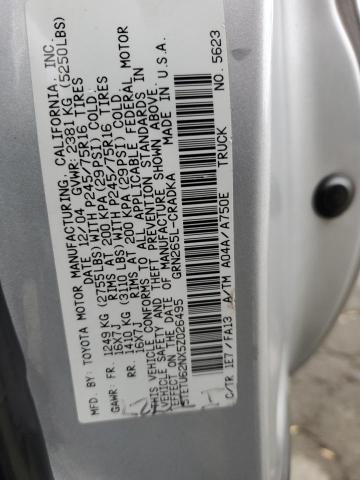 MFD. BY: TOYOTA MOTOR MANUFACTURING, CALIFORNIA, INC.
DATE 12/04 GVWR: 2381 KG (5250LBS)
GAWR: FR. 1249 KG (2755 LBS) WITH P245/75R16 TIRES
16X7J RIMS AT 200 KPA (29 PSI) COLD.
RR. 1410 KG (3110 LBS) WITH P245/75R16 TIRES
16X7J RIMS AT 200 KPA (29 PSI) COLD.
THIS VEHICLE CONFORMS TO ALL APPLICABLE FEDERAL MOTOR
VEHICLE SAFETY AND THEFT PREVENTION STANDARDS IN
EFFECT ON THE DATE OF MANUFACTURE SHOWN ABOVE.
5TETU62NX5Z026495 GRN265L-CRADKA MADE IN U.S.A.
TRUCK NO. 5623
C/TR 1E7 / FA13 A/TM A04A / A750E